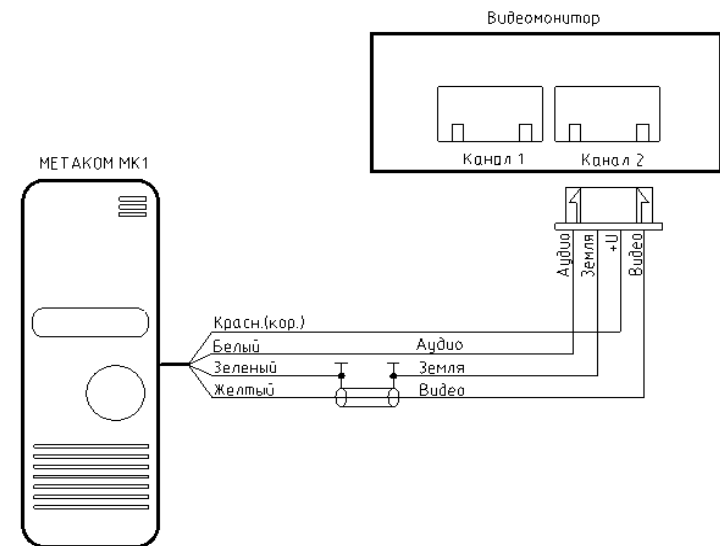 Видеомонитор
Канал 1 Канал 2
МЕТАКОМ МК1
Аудио
Земля
+U
Видео
Красн.(кор.)
Белый Аудио
Зеленый Земля
Желтый Видео